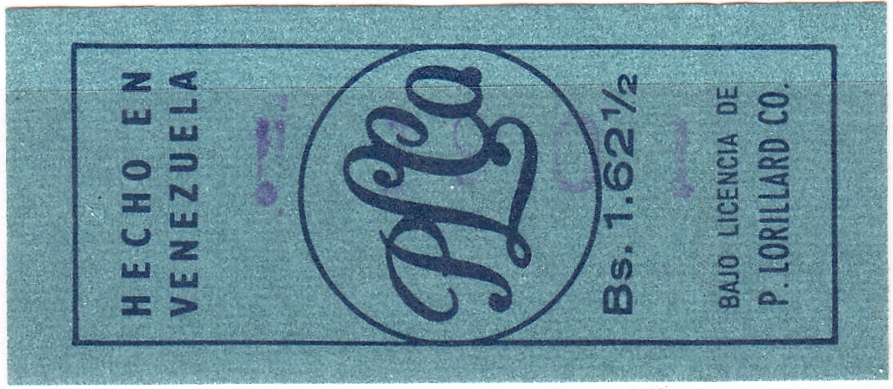 HECHO EN
VENEZUELA
PLCo
Bs. 1.62½
BAJO LICENCIA DE
P. LORILLARD CO.